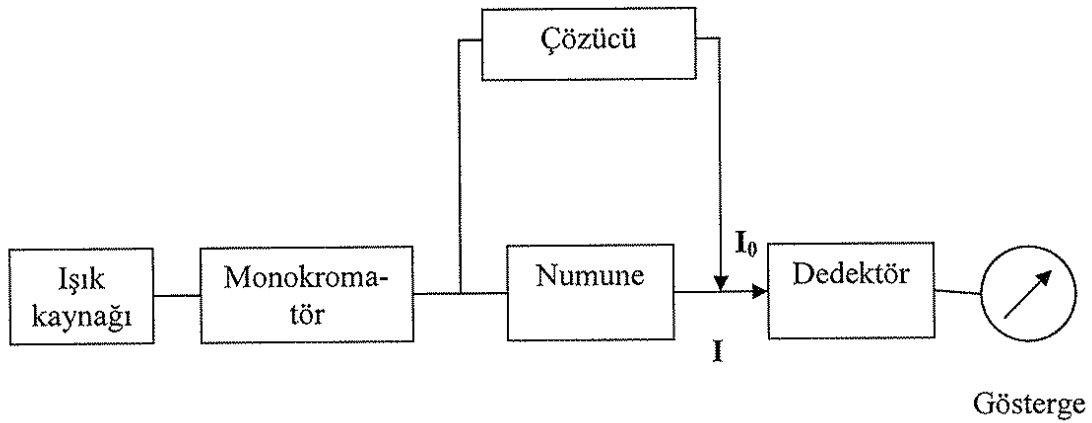 Çözücü
Işık
kaynağı
Monokroma-
tör
Numune
I₀
I
Dedektör
Gösterge